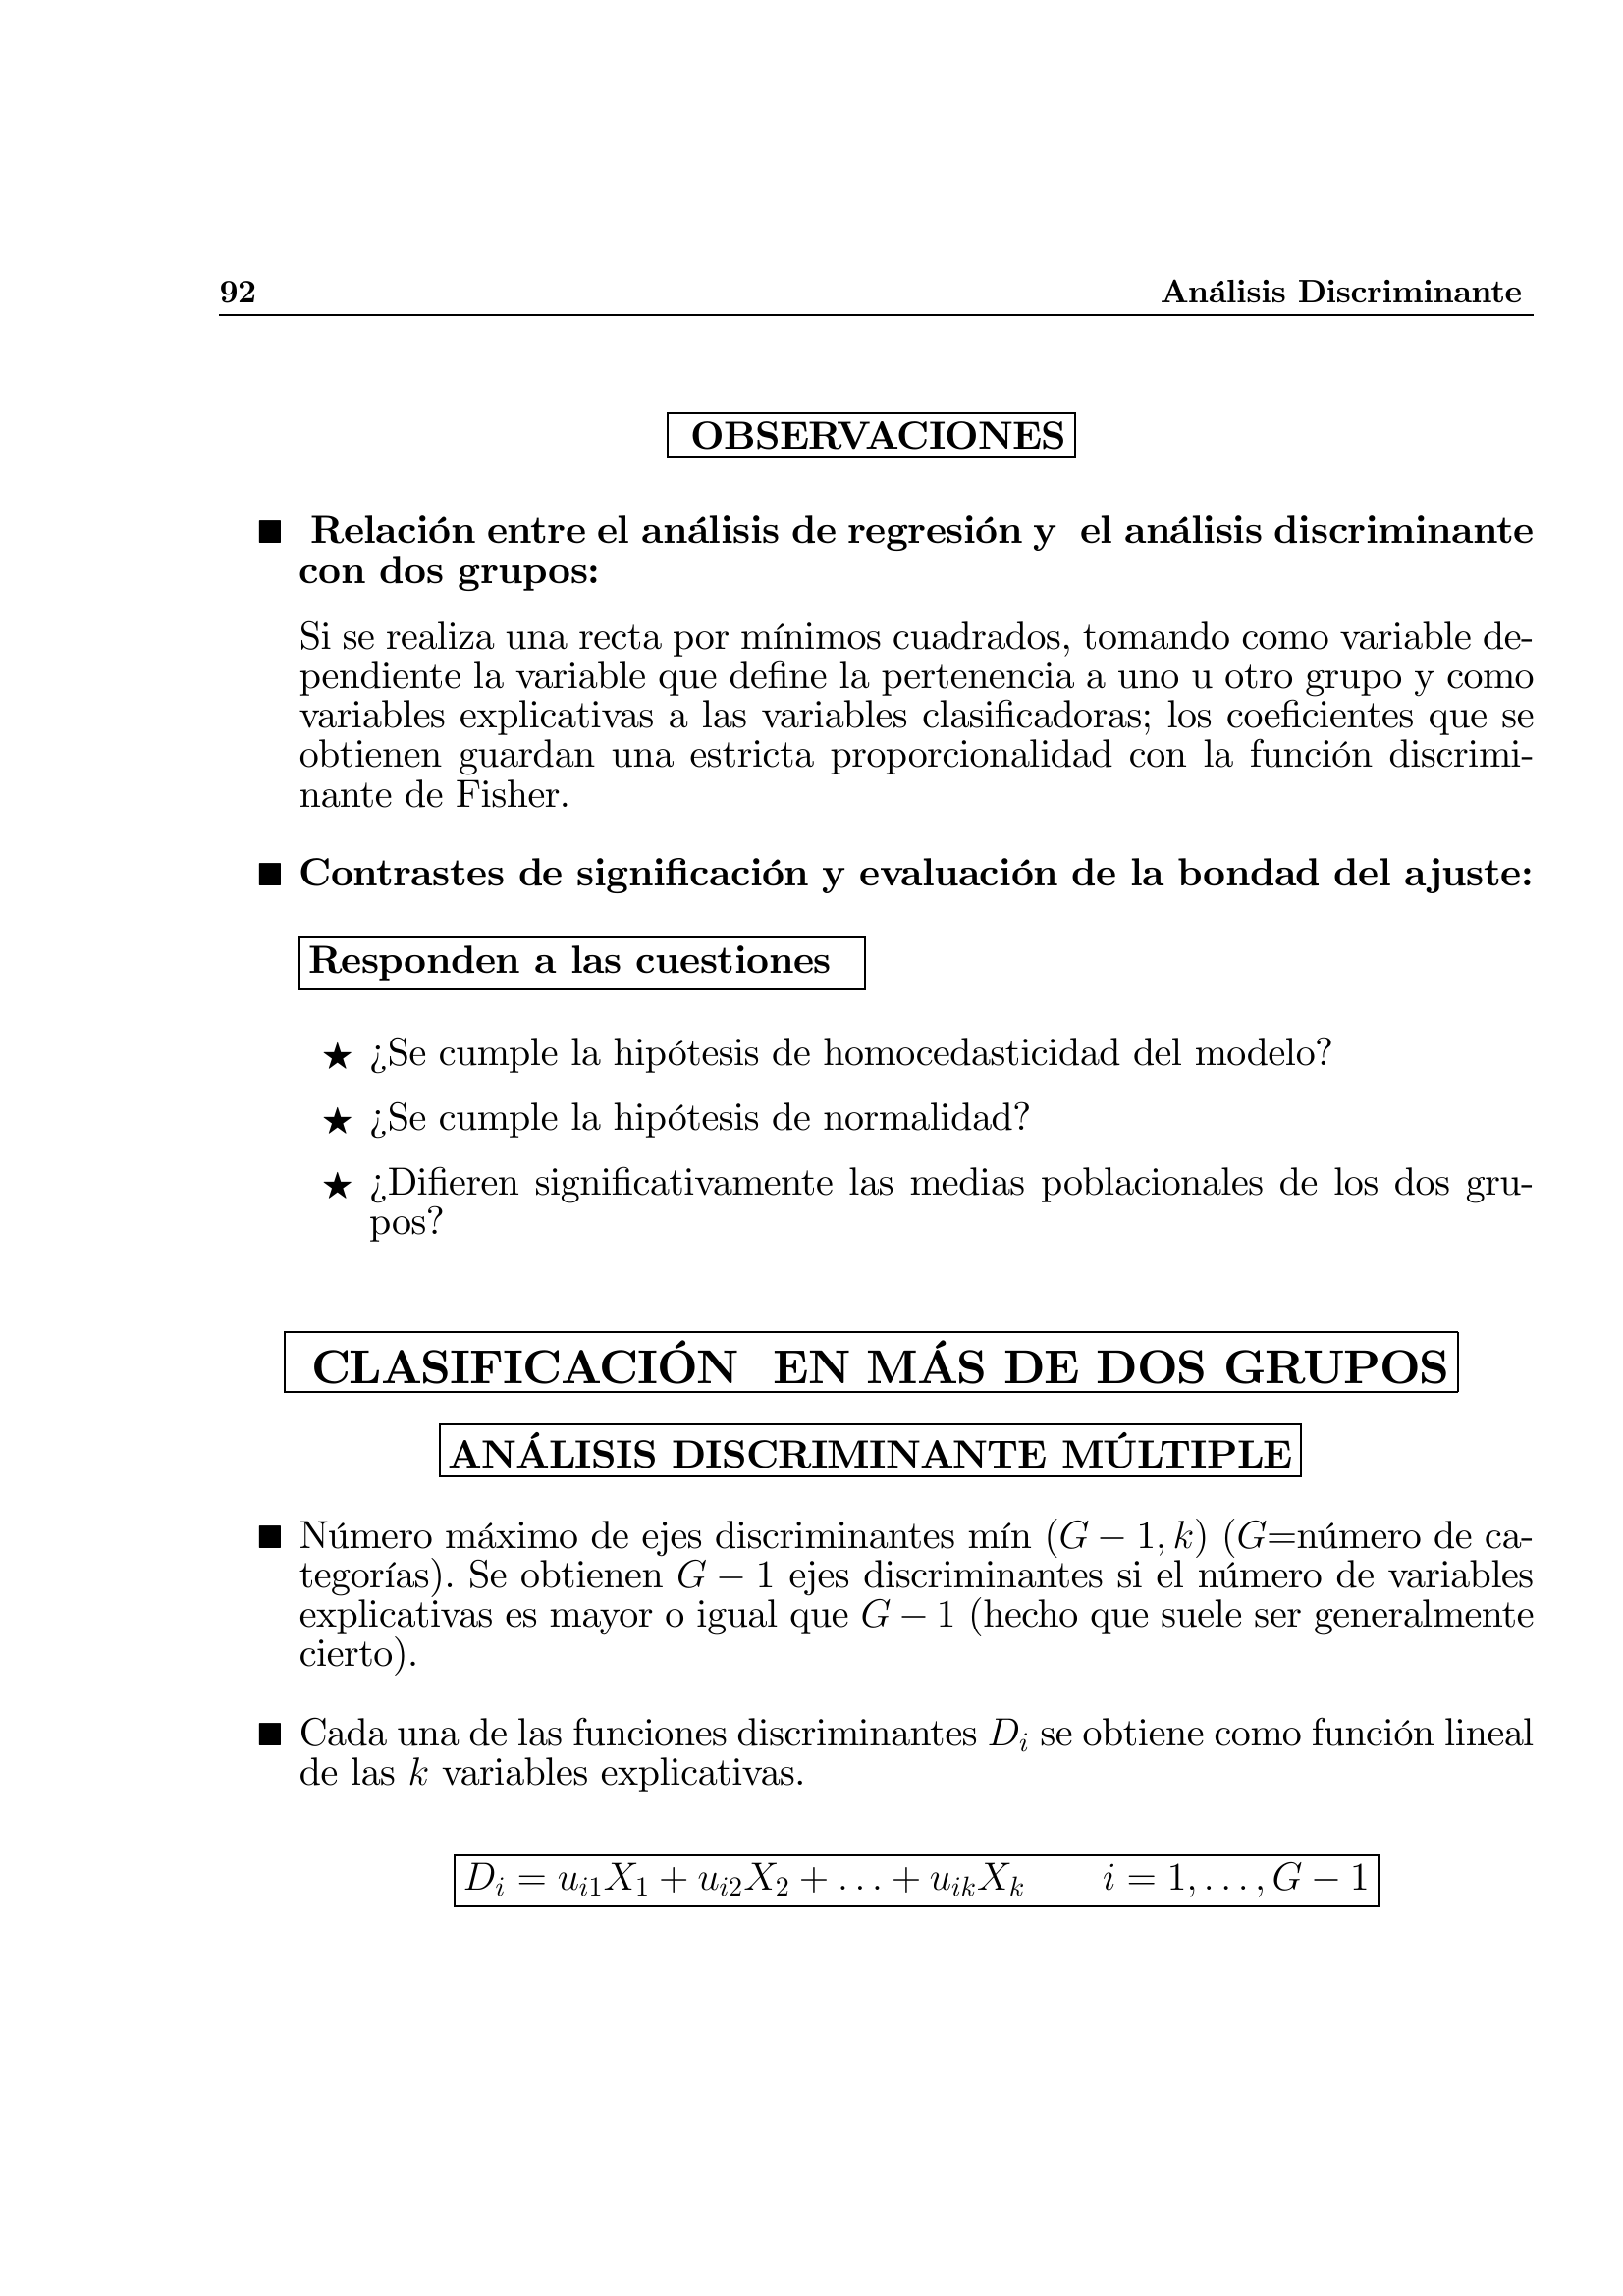 92 Análisis Discriminante
OBSERVACIONES
■ Relación entre el análisis de regresión y el análisis discriminante
con dos grupos:
Si se realiza una recta por mínimos cuadrados, tomando como variable de-
pendiente la variable que define la pertenencia a uno u otro grupo y como
variables explicativas a las variables clasificadoras; los coeficientes que se
obtienen guardan una estricta proporcionalidad con la función discrimi-
nante de Fisher.
■ Contrastes de significación y evaluación de la bondad del ajuste:
Responden a las cuestiones
★ ¿Se cumple la hipótesis de homocedasticidad del modelo?
★ ¿Se cumple la hipótesis de normalidad?
★ ¿Difieren significativamente las medias poblacionales de los dos gru-
pos?
CLASIFICACIÓN EN MÁS DE DOS GRUPOS
ANÁLISIS DISCRIMINANTE MÚLTIPLE
■ Número máximo de ejes discriminantes mín (G − 1, k) (G=número de ca-
tegorías). Se obtienen G − 1 ejes discriminantes si el número de variables
explicativas es mayor o igual que G − 1 (hecho que suele ser generalmente
cierto).
■ Cada una de las funciones discriminantes D_i se obtiene como función lineal
de las k variables explicativas.
D_i = u_{i1}X_1 + u_{i2}X_2 + … + u_{ik}X_k i = 1, …, G − 1